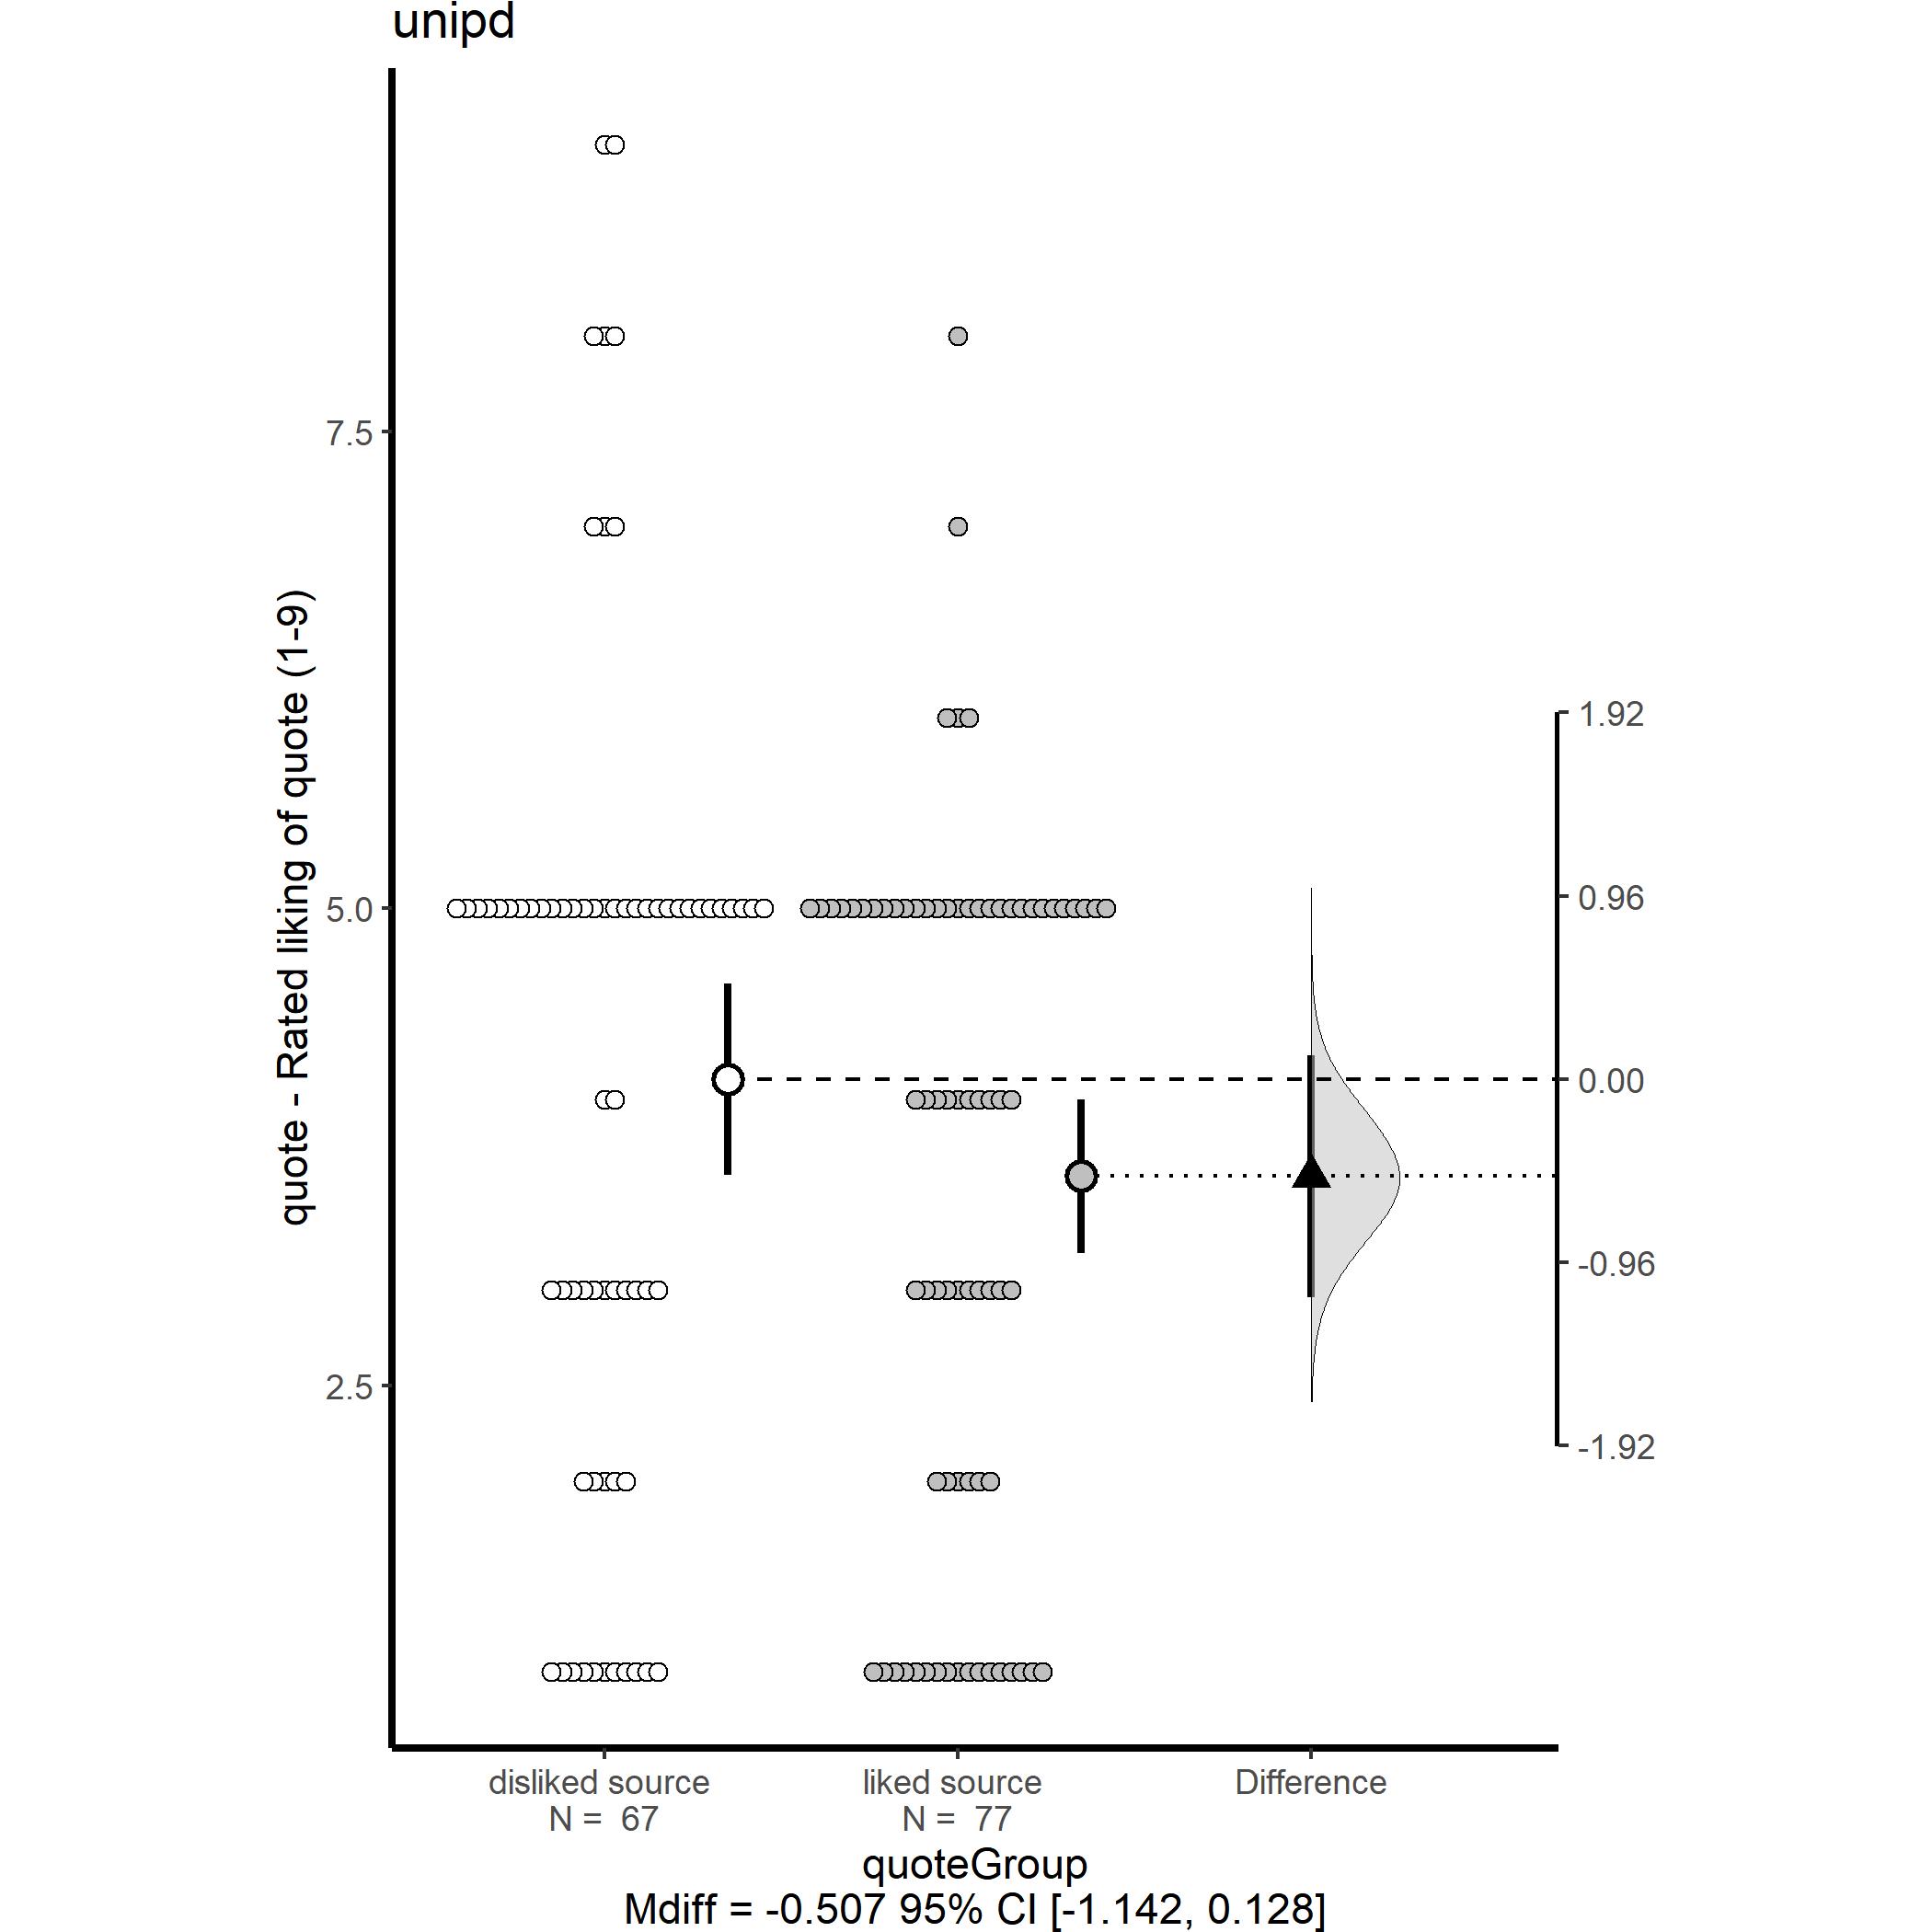 unipd
quote - Rated liking of quote (1-9)
7.5
5.0
2.5
1.92
0.96
0.00
-0.96
-1.92
disliked source
N =  67
liked source
N =  77
Difference
quoteGroup
Mdiff = -0.507 95% CI [-1.142, 0.128]